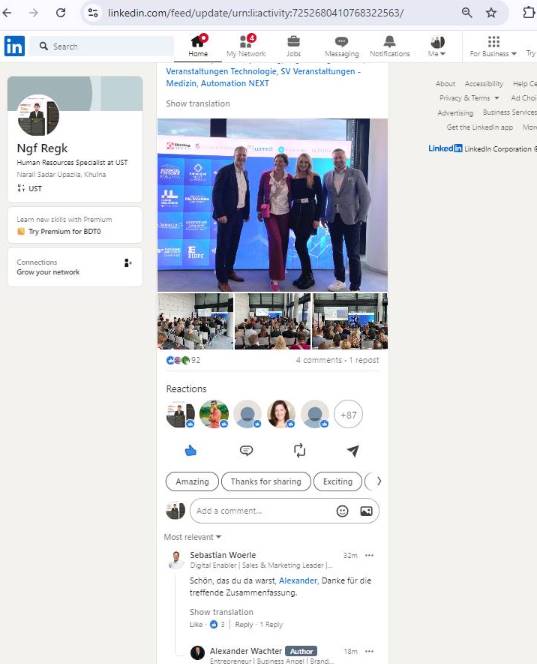 linkedin.com/feed/update/urn:li:activity:7252680410768322563/
in
Search
Home
4
My Network
Jobs
Messaging
Notifications
Me
For Business
Try
Veranstaltungen Technologie, SV Veranstaltungen -
Medizin, Automation NEXT
Show translation
Ngf Regk
Human Resources Specialist at UST
Narail Sadar Upazila, Khulna
UST
Learn new skills with Premium
Try Premium for BDT0
Connections
Grow your network
About Accessibility Help Ce
Privacy & Terms Ad Choi
Advertising Business Services
Get the LinkedIn app More
LinkedIn LinkedIn Corporation ©
92
4 comments · 1 repost
Reactions
+87
Amazing
Thanks for sharing
Exciting
Add a comment...
Most relevant
Sebastian Woerle
32m
Digital Enabler | Sales & Marketing Leader |...
Schön, das du da warst, Alexander, Danke für die
treffende Zusammenfassung.
Show translation
Like · 3 | Reply · 1 Reply
Alexander Wachter Author
18m
Entrepreneur | Business Angel | Brand...